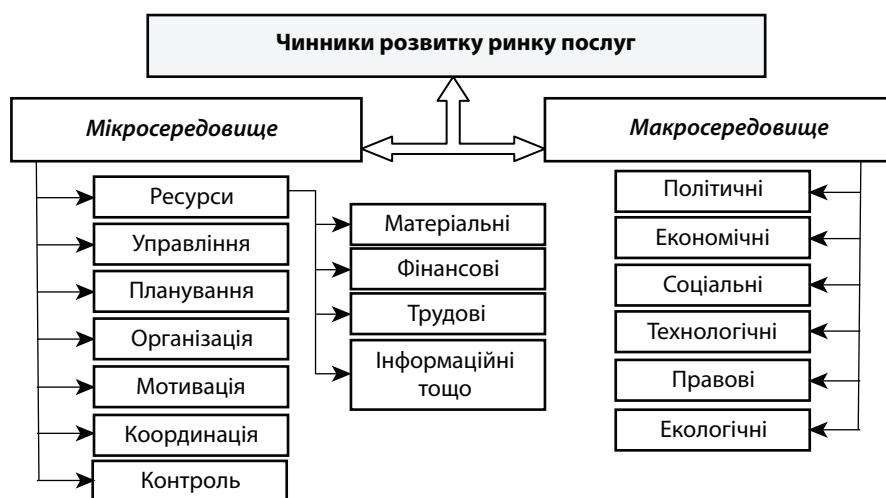 Чинники розвитку ринку послуг
Мікросередовище
Макросередовище
Ресурси
Управління
Планування
Організація
Мотивація
Координація
Контроль
Матеріальні
Фінансові
Трудові
Інформаційні
тощо
Політичні
Економічні
Соціальні
Технологічні
Правові
Екологічні